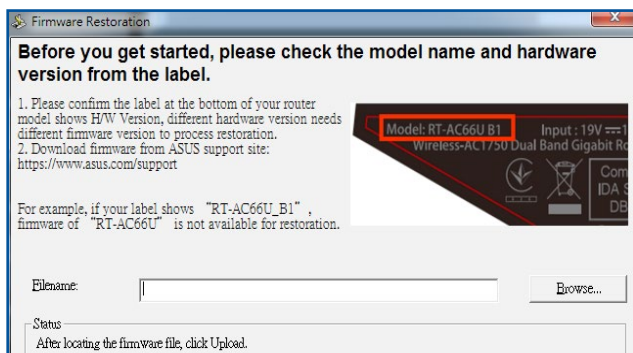 Firmware Restoration
Before you get started, please check the model name and hardware
version from the label.
1. Please confirm the label at the bottom of your router
model shows H/W Version, different hardware version needs
different firmware version to process restoration.
2. Download firmware from ASUS support site:
https://www.asus.com/support
For example, if your label shows “RT-AC66U_B1”,
firmware of “RT-AC66U” is not available for restoration.
Model: RT-AC66U B1 Input : 19V
Wireless-AC1750 Dual Band Gigabit
Com
IDA S
DB
Filename:
Browse...
Status
After locating the firmware file, click Upload.